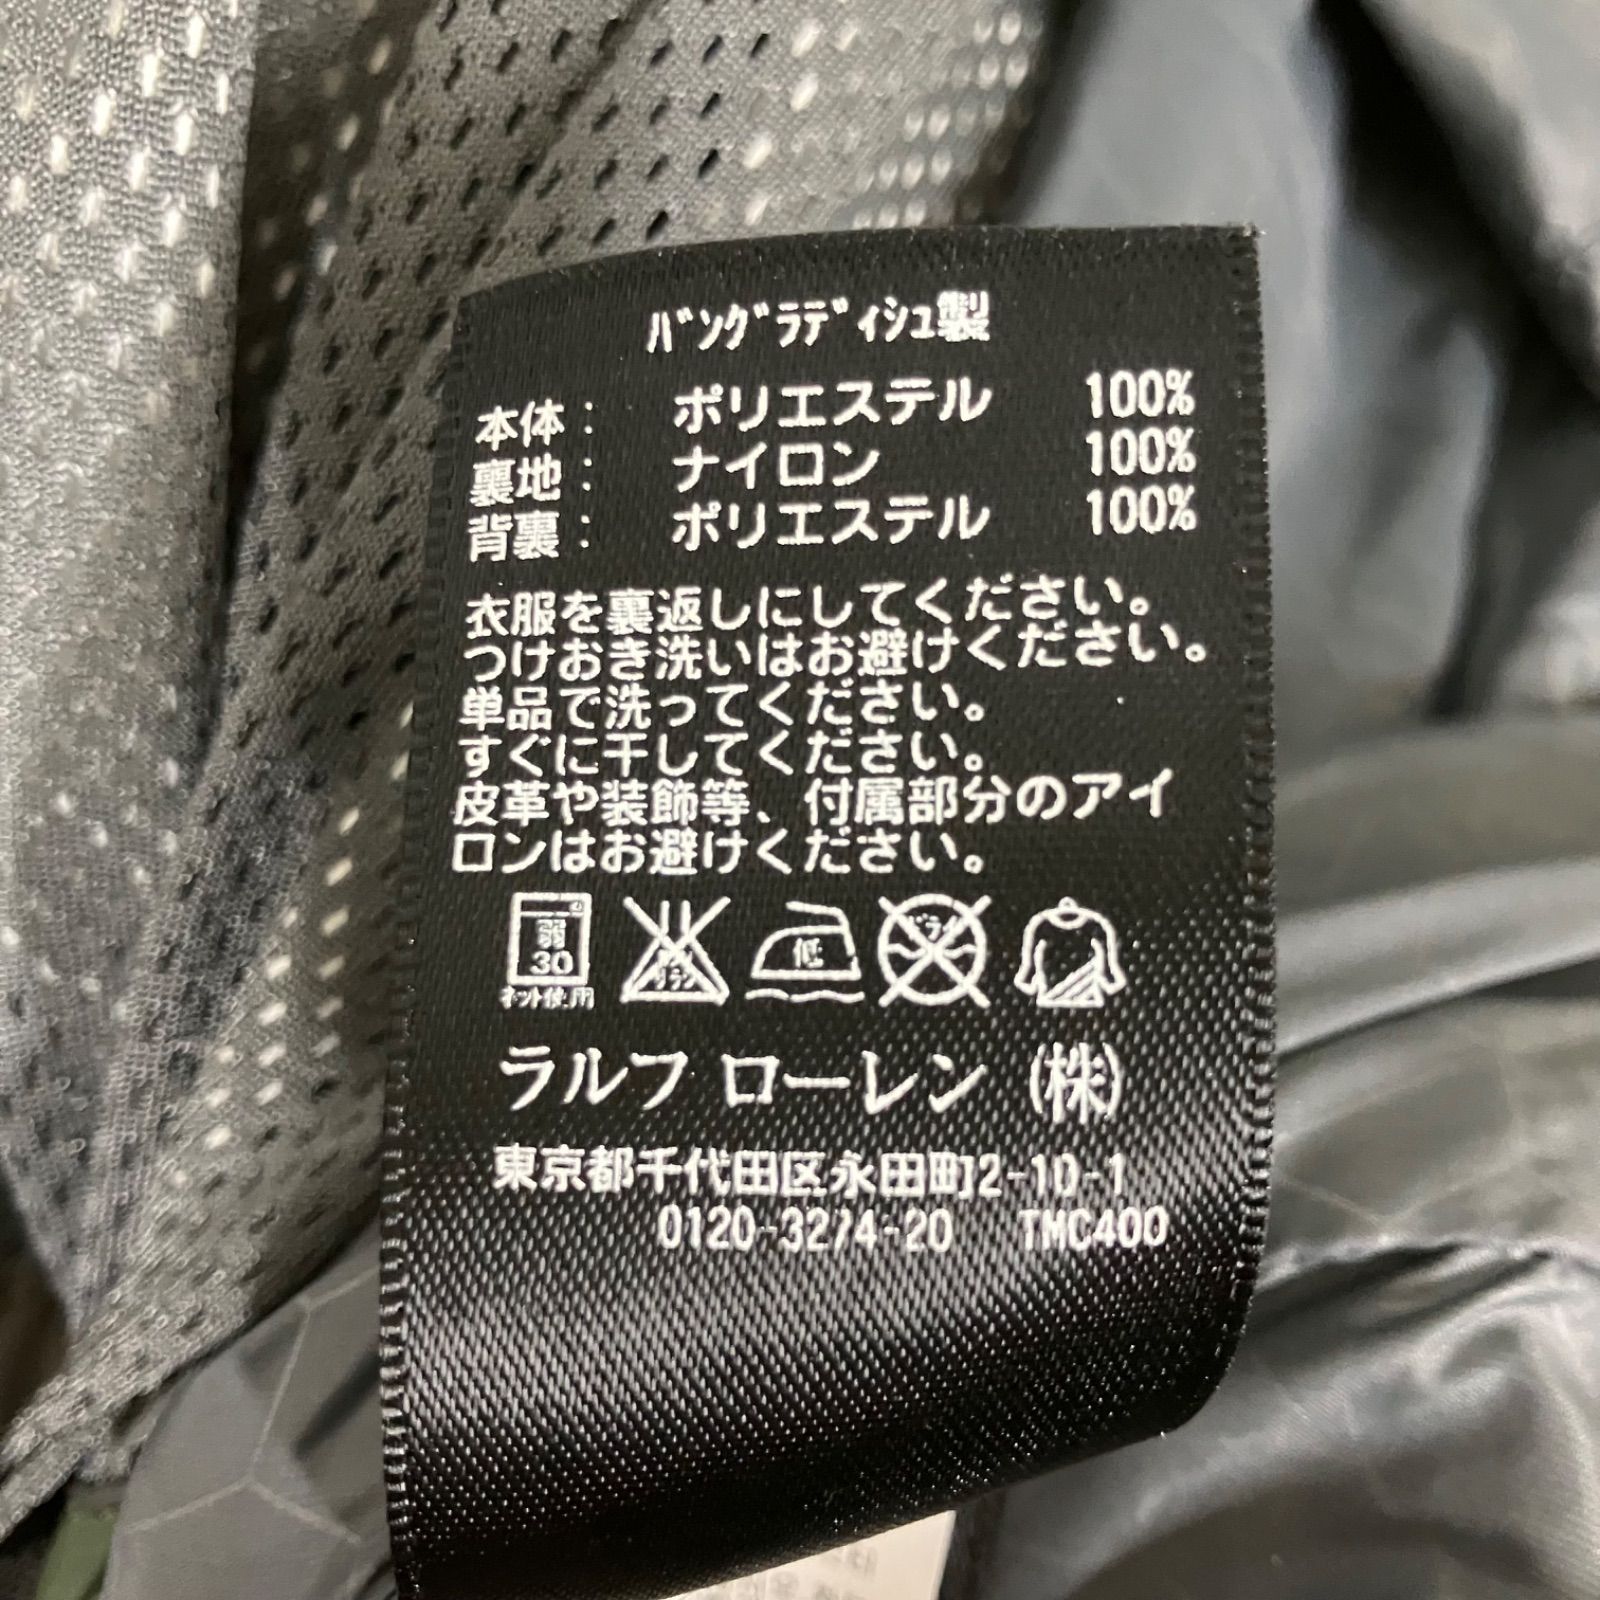 バングラディシュ製
本体: ポリエステル 100%
裏地: ナイロン 100%
背裏: ポリエステル 100%
衣服を裏返しにしてください。
つけおき洗いはお避けください。
単品で洗ってください。
すぐに干してください。
皮革や装飾等、付属部分のアイ
ロンはお避けください。
弱 30 低 ドライ
ネット使用
ラルフ ローレン (株)
東京都千代田区永田町2-10-1
0120-3274-20 TMC400